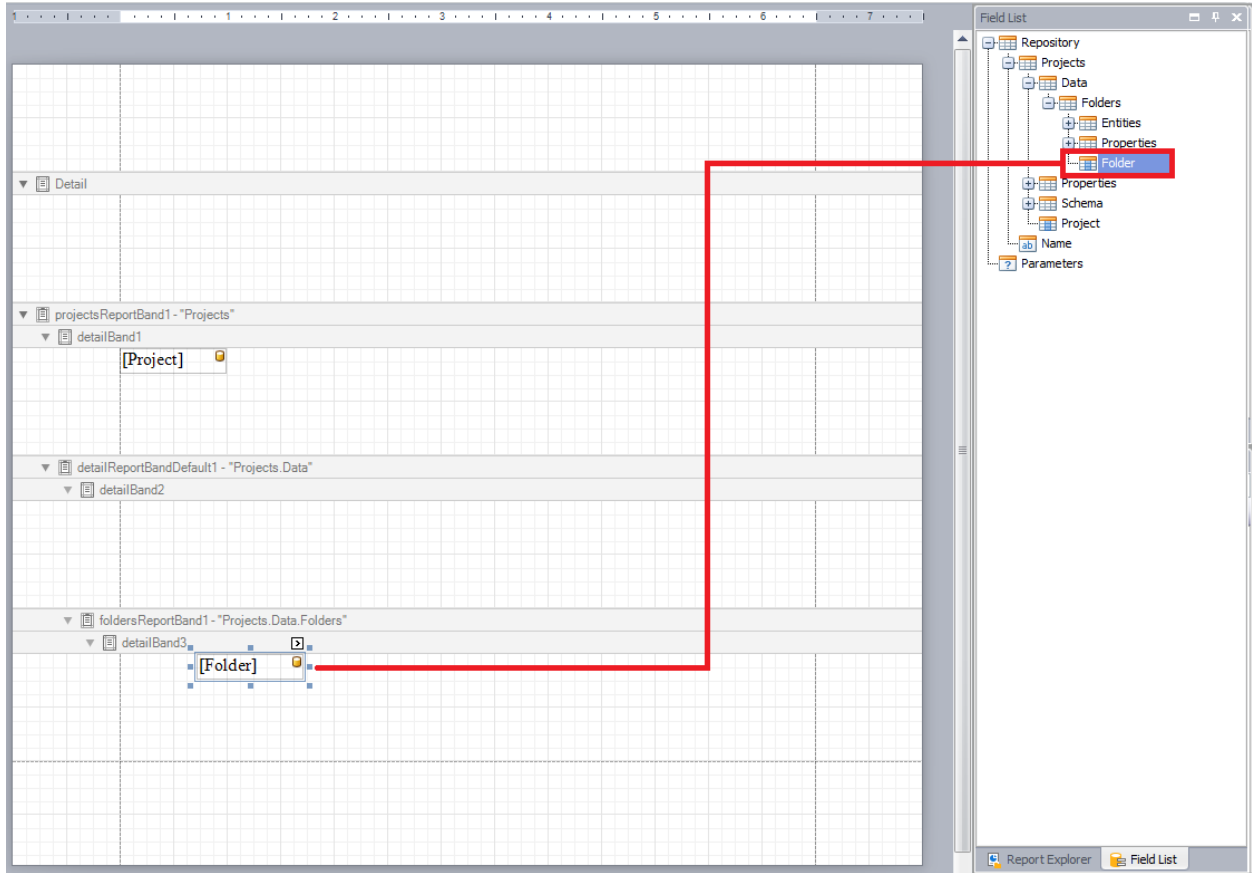 1 1 2 3 4 5 6 7
Detail
projectsReportBand1 - "Projects"
detailBand1
[Project]
detailReportBandDefault1 - "Projects.Data"
detailBand2
foldersReportBand1 - "Projects.Data.Folders"
detailBand3
[Folder]
Field List
Repository
Projects
Data
Folders
Entities
Properties
Folder
Properties
Schema
Project
ab Name
? Parameters
Report Explorer Field List